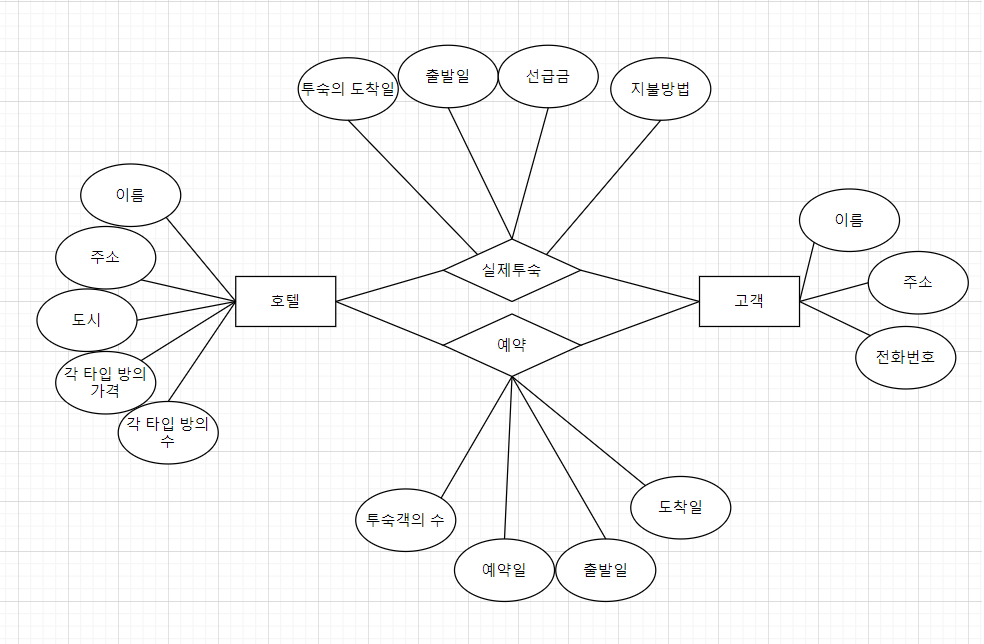 투숙의 도착일
출발일
선급금
지불방법
이름
주소
도시
각 타입 방의
가격
각 타입 방의
수
호텔
실제투숙
예약
고객
이름
주소
전화번호
투숙객의 수
예약일
출발일
도착일